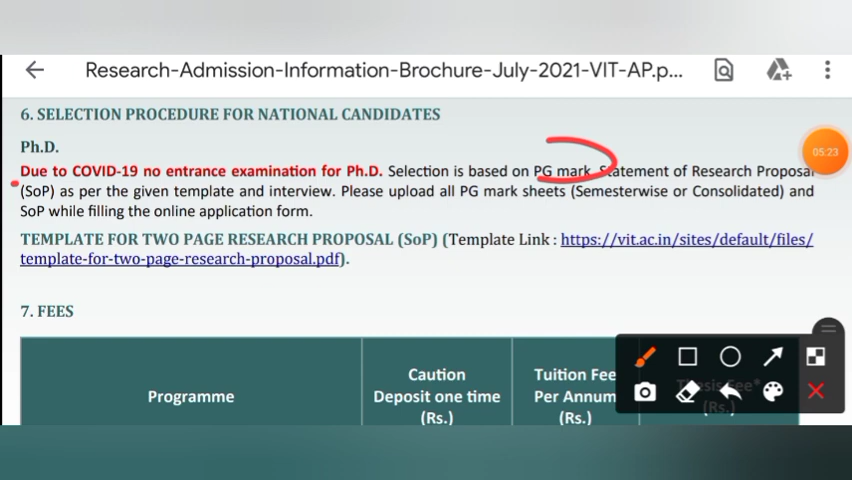 Research-Admission-Information-Brochure-July-2021-VIT-AP.p...
6. SELECTION PROCEDURE FOR NATIONAL CANDIDATES
Ph.D.
Due to COVID-19 no entrance examination for Ph.D. Selection is based on PG mark, Statement of Research Proposal
(SoP) as per the given template and interview. Please upload all PG mark sheets (Semesterwise or Consolidated) and
SoP while filling the online application form.
TEMPLATE FOR TWO PAGE RESEARCH PROPOSAL (SoP) (Template Link : https://vit.ac.in/sites/default/files/
template-for-two-page-research-proposal.pdf).
7. FEES
Programme
Caution
Deposit one time
(Rs.)
Tuition Fee
Per Annum
(Rs.)
Thesis Fee*
(Rs.)
05:23